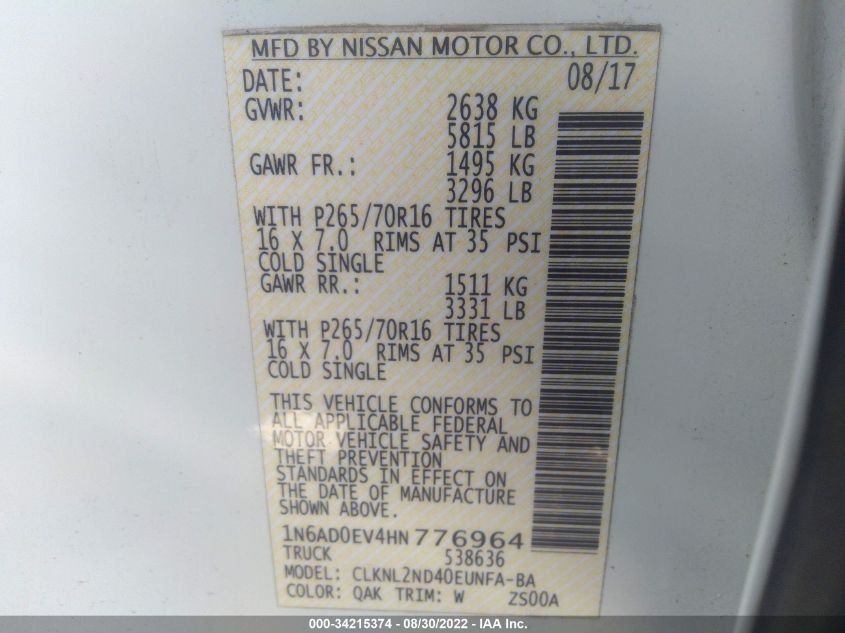 MFD BY NISSAN MOTOR CO., LTD.
DATE: 08/17
GVWR: 2638 KG
5815 LB
GAWR FR.: 1495 KG
3296 LB
WITH P265/70R16 TIRES
16 X 7.0 RIMS AT 35 PSI
COLD SINGLE
GAWR RR.: 1511 KG
3331 LB
WITH P265/70R16 TIRES
16 X 7.0 RIMS AT 35 PSI
COLD SINGLE
THIS VEHICLE CONFORMS TO
ALL APPLICABLE FEDERAL
MOTOR VEHICLE SAFETY AND
THEFT PREVENTION
STANDARDS IN EFFECT ON
THE DATE OF MANUFACTURE
SHOWN ABOVE.
1N6AD0EV4HN776964
TRUCK 538636
MODEL: CLKNL2ND40EUNFA-BA
COLOR: QAK TRIM: W ZS00A
000-34215374 - 08/30/2022 - IAA Inc.